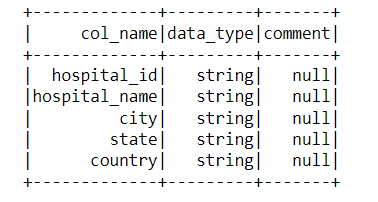 +-------------+---------+-------+
|     col_name|data_type|comment|
+-------------+---------+-------+
|  hospital_id|   string|   null|
|hospital_name|   string|   null|
|         city|   string|   null|
|        state|   string|   null|
|      country|   string|   null|
+-------------+---------+-------+